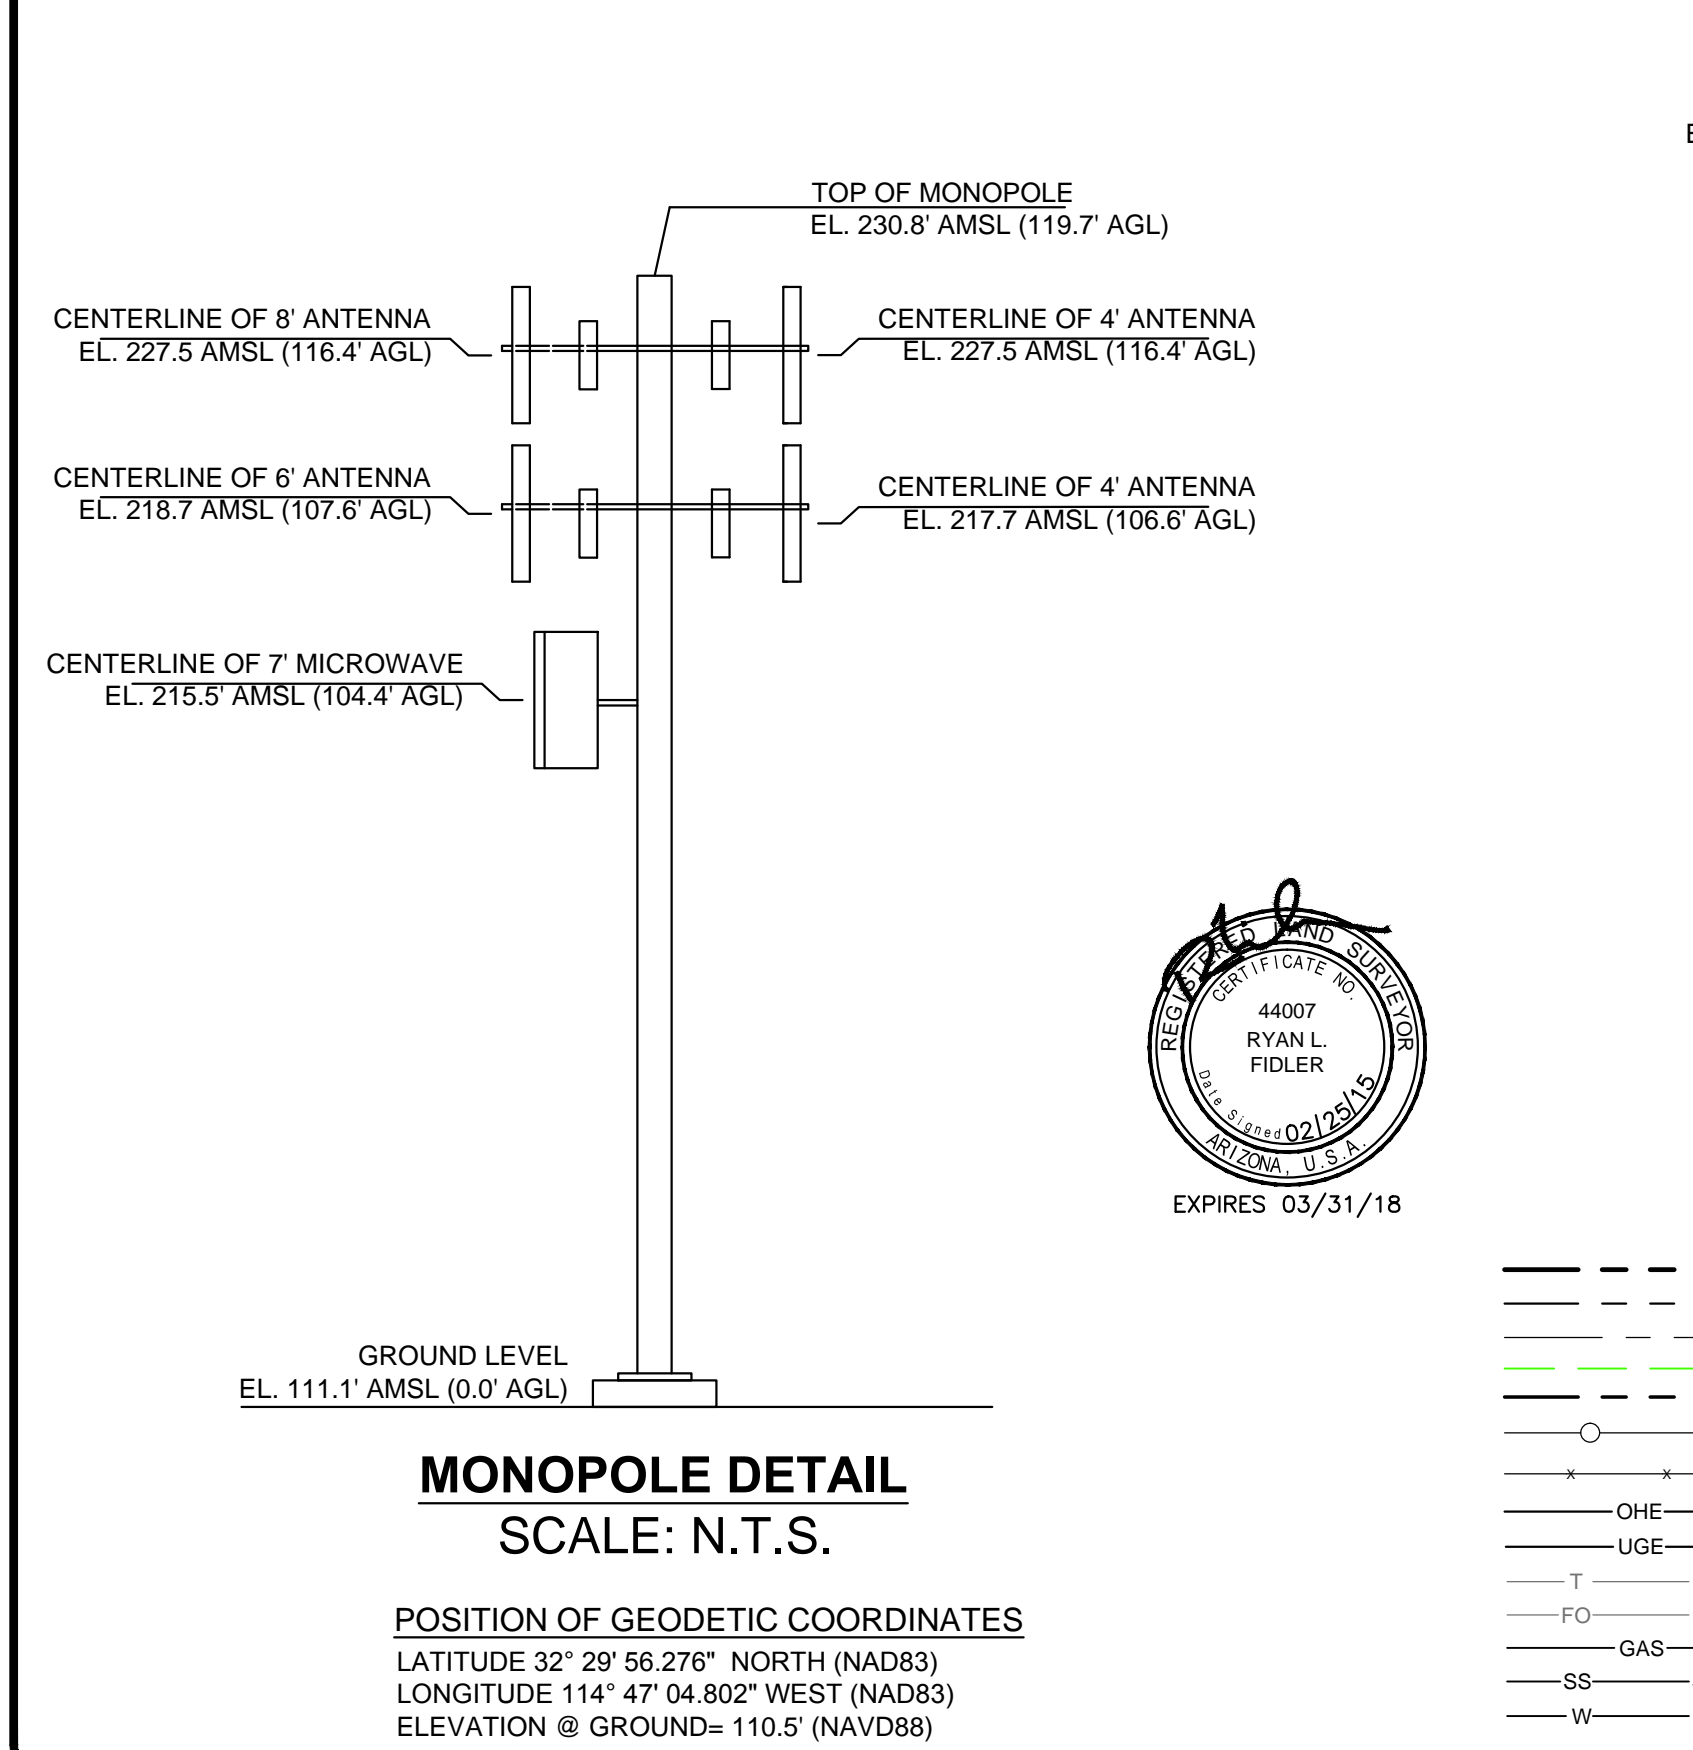 E
TOP OF MONOPOLE
EL. 230.8' AMSL (119.7' AGL)
CENTERLINE OF 8' ANTENNA
EL. 227.5 AMSL (116.4' AGL)
CENTERLINE OF 4' ANTENNA
EL. 227.5 AMSL (116.4' AGL)
CENTERLINE OF 6' ANTENNA
EL. 218.7 AMSL (107.6' AGL)
CENTERLINE OF 4' ANTENNA
EL. 217.7 AMSL (106.6' AGL)
CENTERLINE OF 7' MICROWAVE
EL. 215.5' AMSL (104.4' AGL)
REGISTERED LAND SURVEYOR
CERTIFICATE NO.
44007
RYAN L.
FIDLER
Date Signed 02/25/15
ARIZONA, U.S.A.
EXPIRES 03/31/18
GROUND LEVEL
EL. 111.1' AMSL (0.0' AGL)
x x
OHE
UGE
T
FO
GAS
SS
W
MONOPOLE DETAIL
SCALE: N.T.S.
POSITION OF GEODETIC COORDINATES
LATITUDE 32° 29' 56.276" NORTH (NAD83)
LONGITUDE 114° 47' 04.802" WEST (NAD83)
ELEVATION @ GROUND= 110.5' (NAVD88)